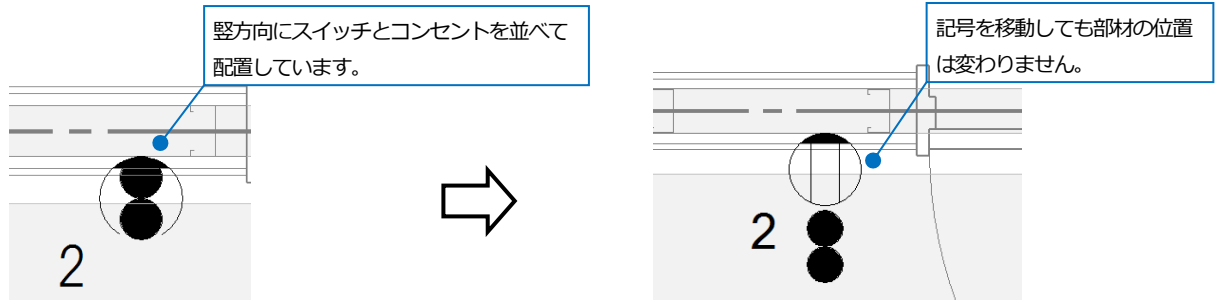 竪方向にスイッチとコンセントを並べて
配置しています。
2
記号を移動しても部材の位置
は変わりません。
2